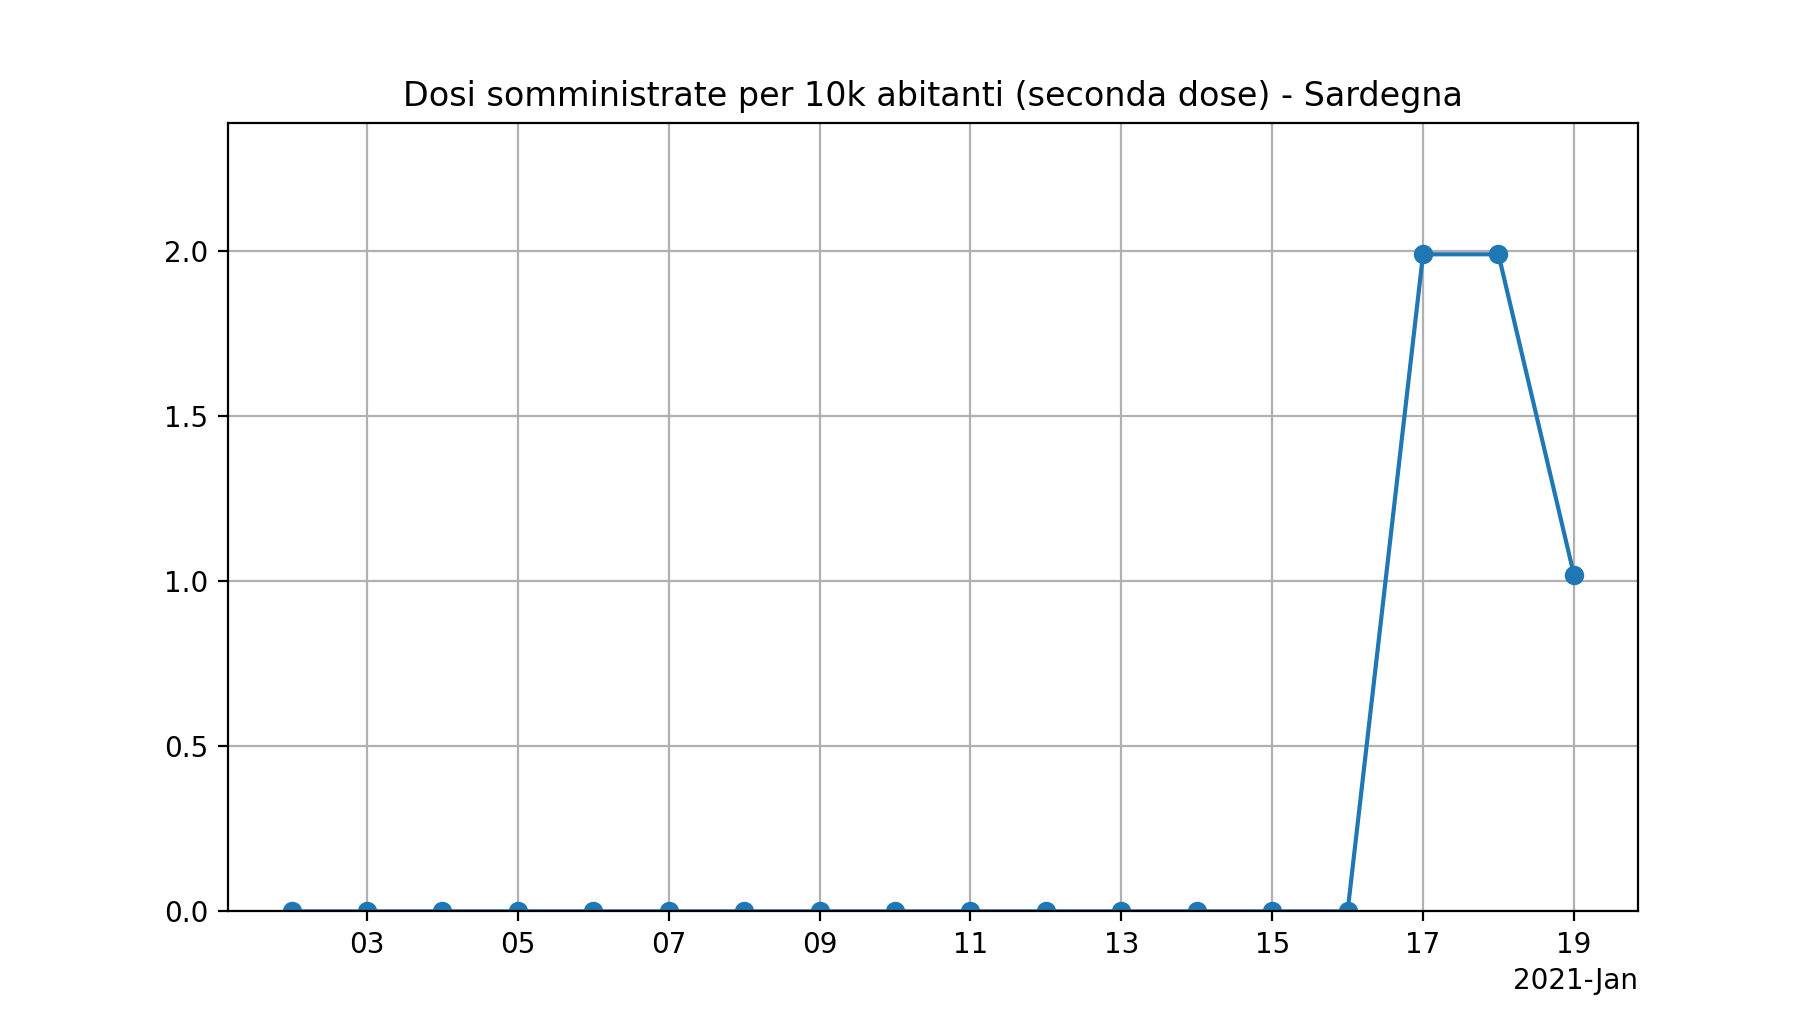 Dosi somministrate per 10k abitanti (seconda dose) - Sardegna
2.0
1.5
1.0
0.5
0.0
03 05 07 09 11 13 15 17 19
2021-Jan